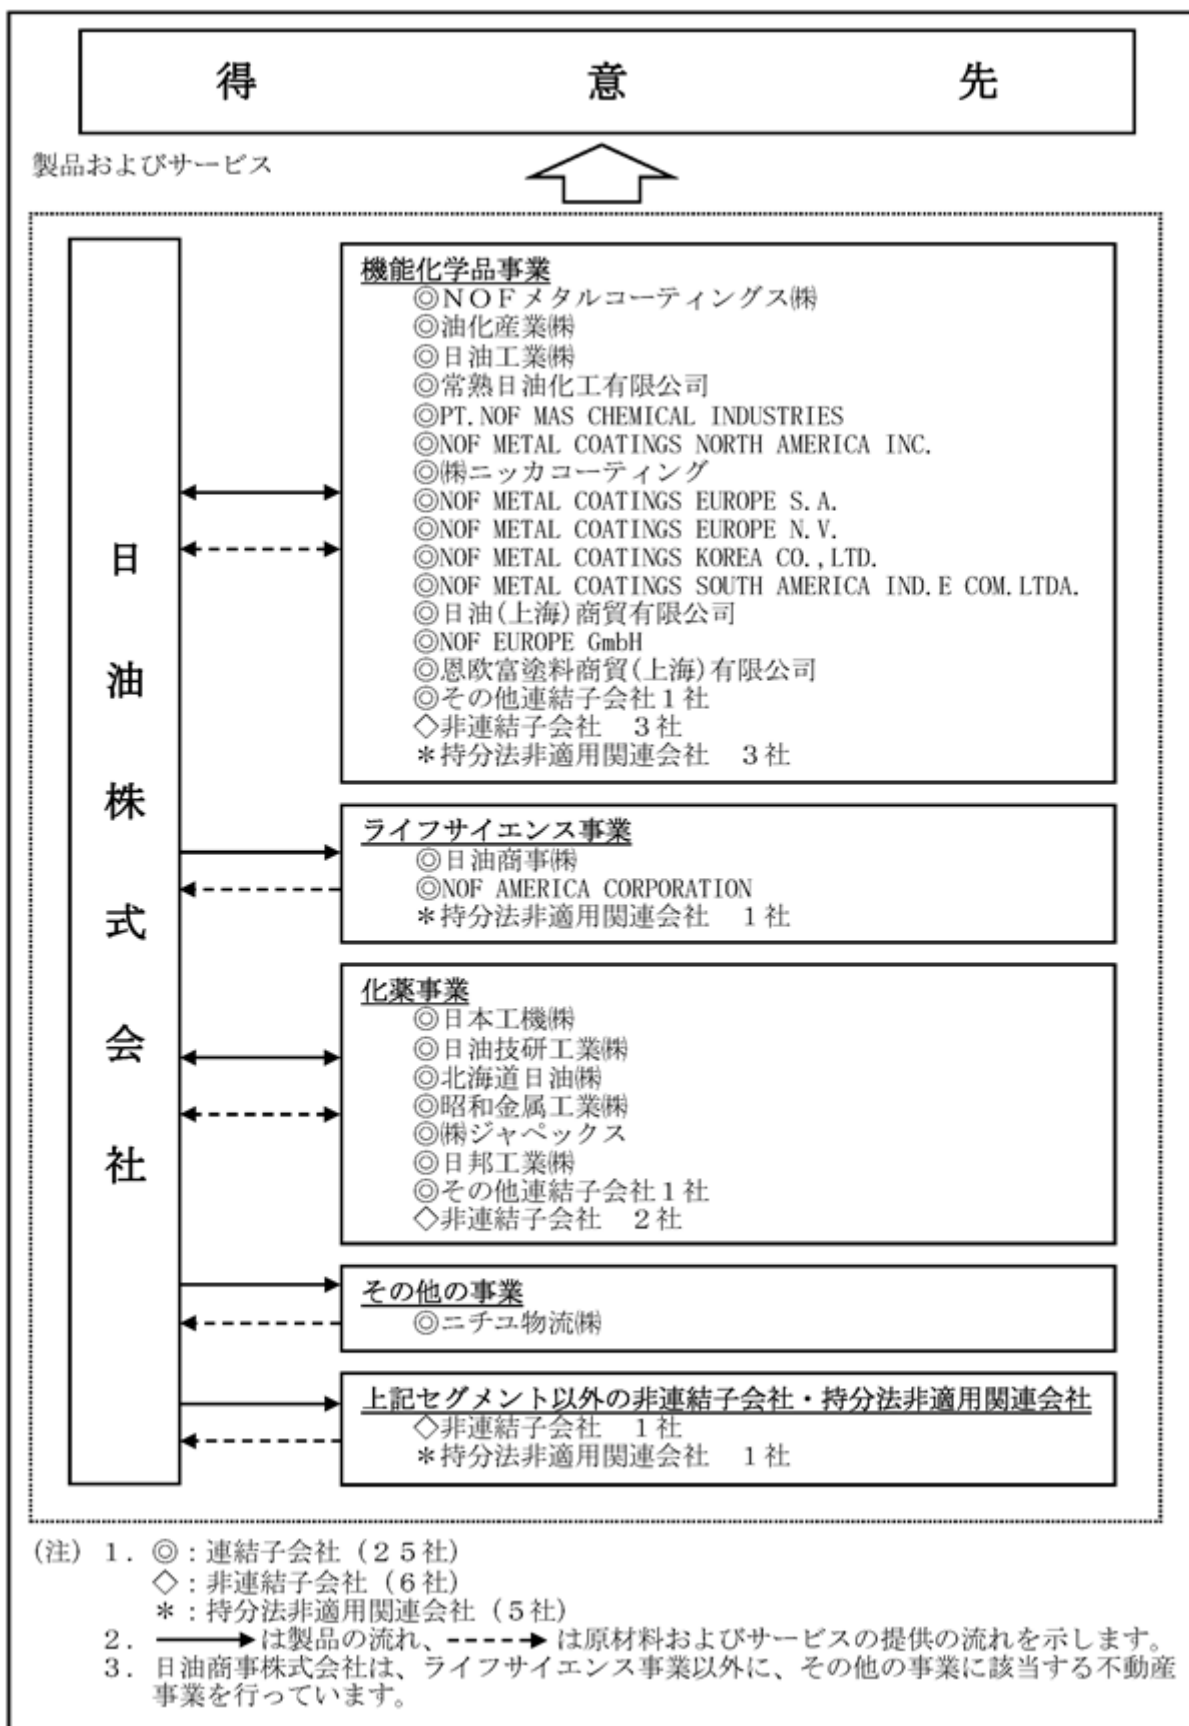 得意先
製品およびサービス
日油株式会社
機能化学品事業
◎NOFメタルコーティングス㈱
◎油化産業㈱
◎日油工業㈱
◎常熟日油化工有限公司
◎PT.NOF MAS CHEMICAL INDUSTRIES
◎NOF METAL COATINGS NORTH AMERICA INC.
◎㈱ニッカコーティング
◎NOF METAL COATINGS EUROPE S.A.
◎NOF METAL COATINGS EUROPE N.V.
◎NOF METAL COATINGS KOREA CO.,LTD.
◎NOF METAL COATINGS SOUTH AMERICA IND.E COM.LTDA.
◎日油(上海)商貿有限公司
◎NOF EUROPE GmbH
◎恩欧富塗料商貿(上海)有限公司
◎その他連結子会社1社
◇非連結子会社 3社
＊持分法非適用関連会社 3社
ライフサイエンス事業
◎日油商事㈱
◎NOF AMERICA CORPORATION
＊持分法非適用関連会社 1社
化薬事業
◎日本工機㈱
◎日油技研工業㈱
◎北海道日油㈱
◎昭和金属工業㈱
◎㈱ジャペックス
◎日邦工業㈱
◎その他連結子会社1社
◇非連結子会社 2社
その他の事業
◎ニチユ物流㈱
上記セグメント以外の非連結子会社・持分法非適用関連会社
◇非連結子会社 1社
＊持分法非適用関連会社 1社
(注) 1. ◎：連結子会社（25社）
◇：非連結子会社（6社）
＊：持分法非適用関連会社（5社）
2. ───►は製品の流れ、-----► は原材料およびサービスの提供の流れを示します。
3. 日油商事株式会社は、ライフサイエンス事業以外に、その他の事業に該当する不動産
事業を行っています。